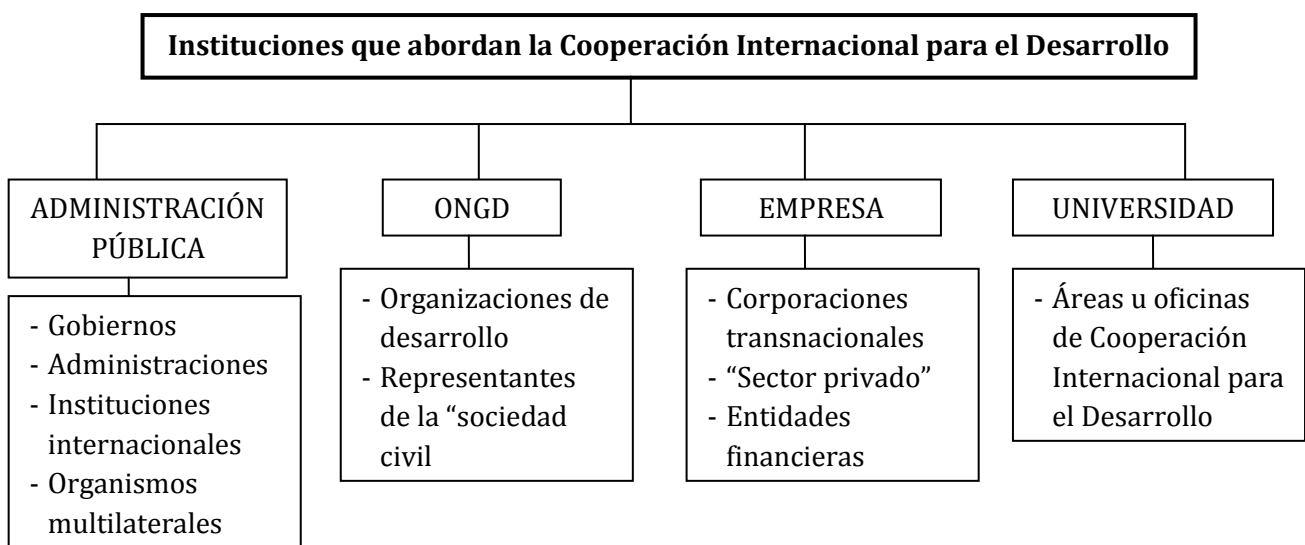 Instituciones que abordan la Cooperación Internacional para el Desarrollo
ADMINISTRACIÓN
PÚBLICA
- Gobiernos
- Administraciones
- Instituciones
internacionales
- Organismos
multilaterales
ONGD
- Organizaciones de
desarrollo
- Representantes
de la “sociedad
civil
EMPRESA
- Corporaciones
transnacionales
- “Sector privado”
- Entidades
financieras
UNIVERSIDAD
- Áreas u oficinas
de Cooperación
Internacional para
el Desarrollo